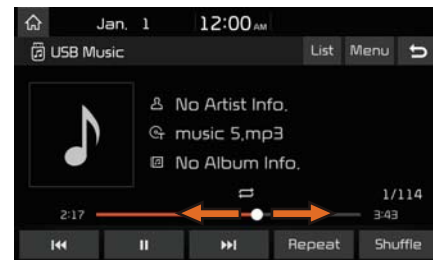 Jan. 1 12:00 AM
USB Music List Menu
No Artist Info.
music 5,mp3
No Album Info.
1/114
2:17 3:43
Repeat Shuffle